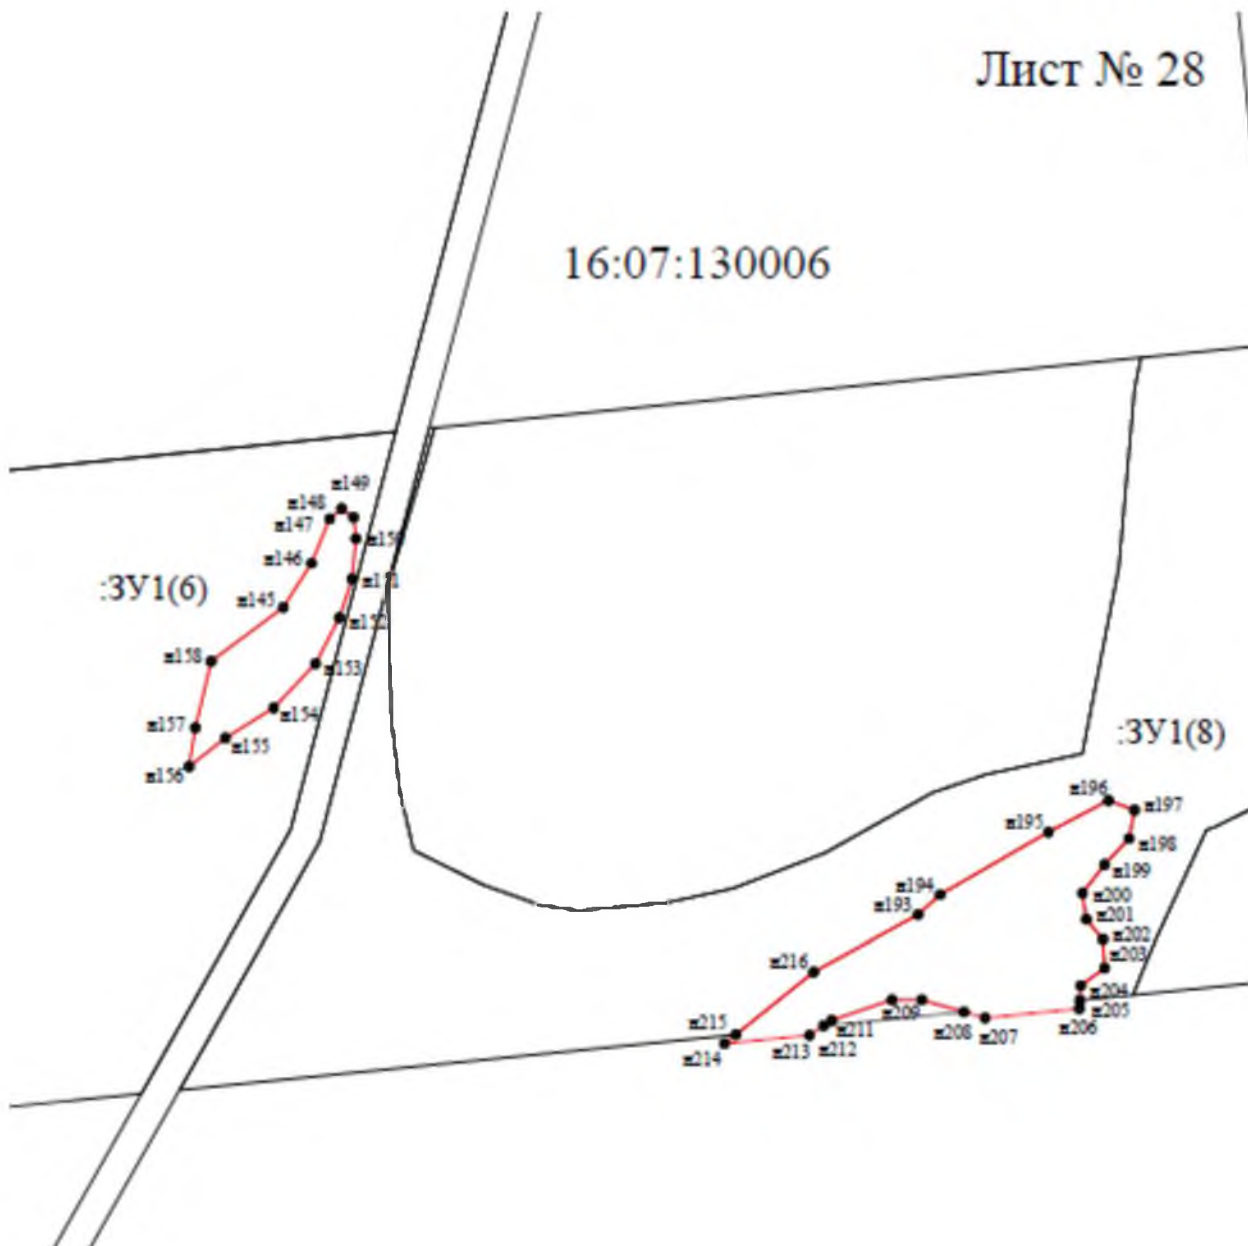 Лист № 28
16:07:130006
н149
н148
н147
н150
н146
н151
:ЗУ1(6)
н145
н152
н158
н153
н154
н157
н155
н156
:ЗУ1(8)
н196
н197
н195
н198
н199
н194
н200
н193
н201
н202
н203
н216
н204
н209
н205
н215
н211
н208
н207
н206
н214
н213
н212